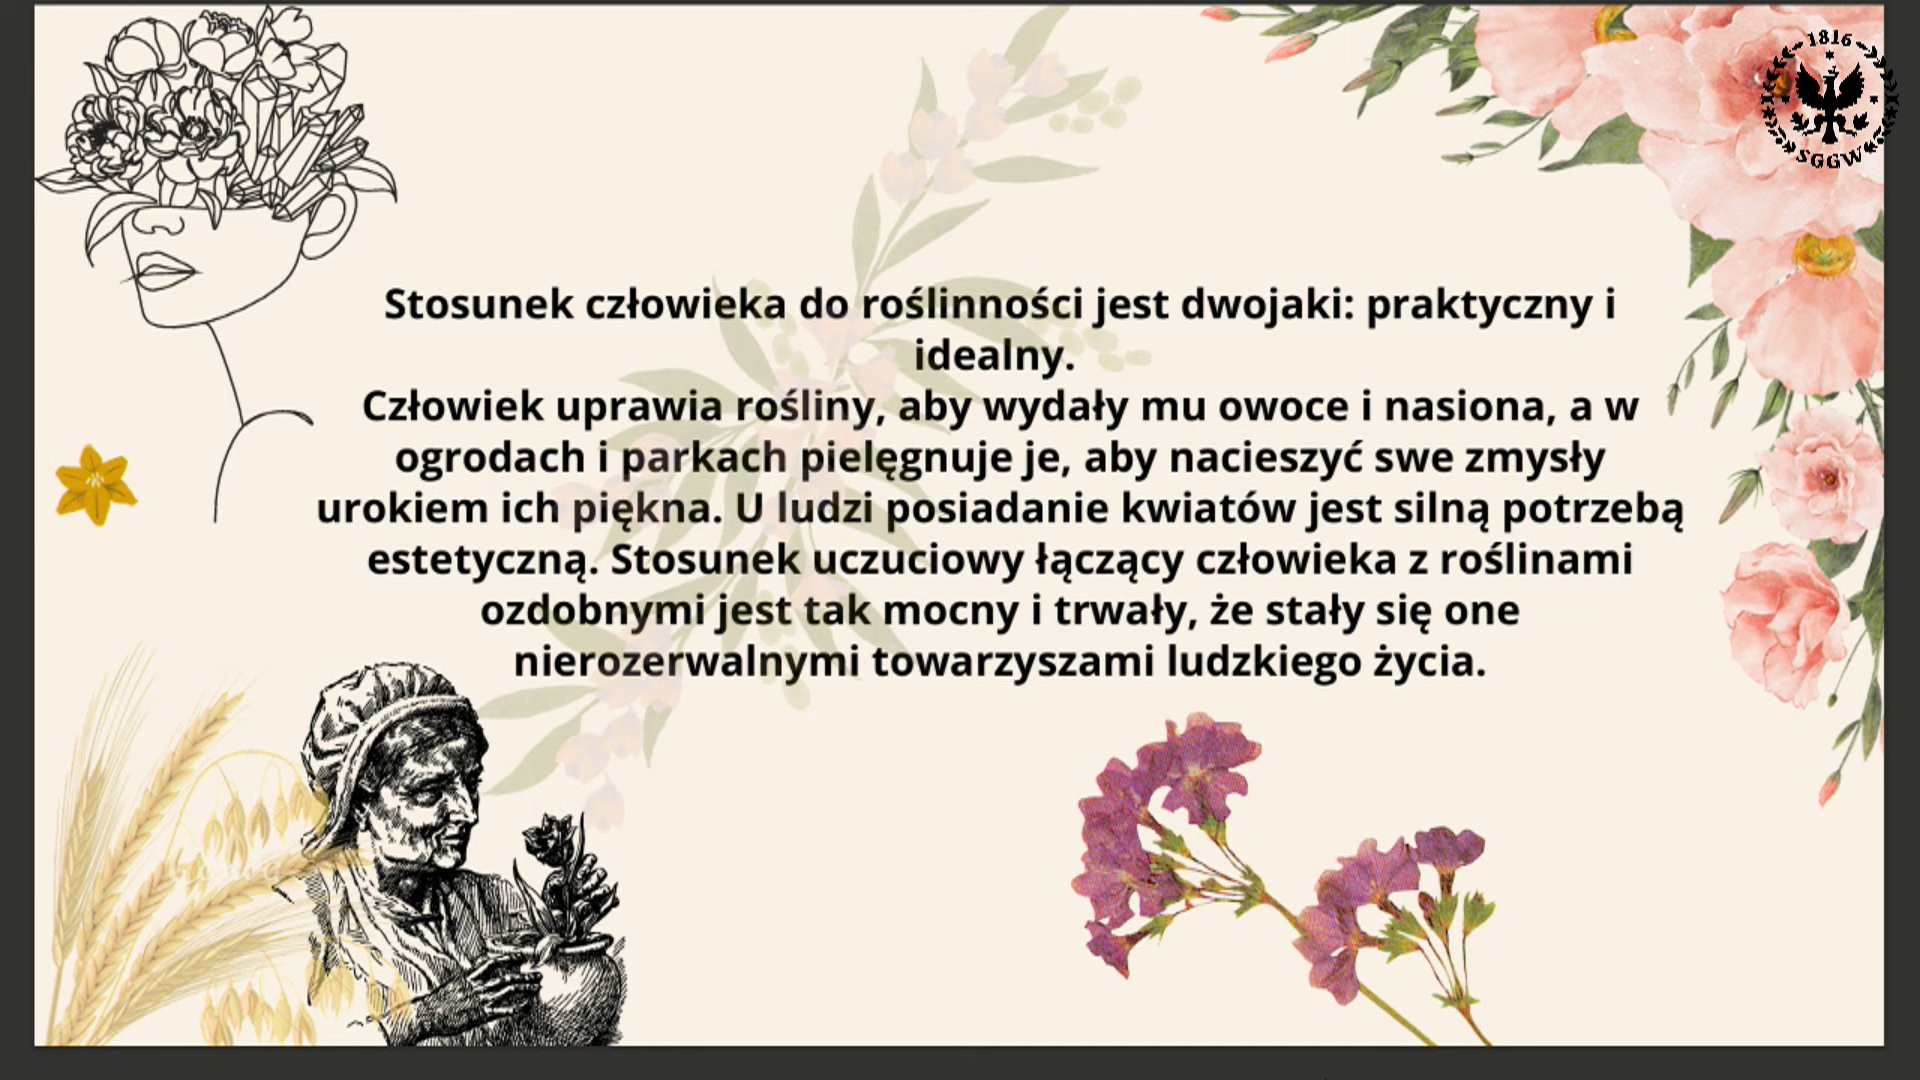 1816
SGGW
Stosunek człowieka do roślinności jest dwojaki: praktyczny i
idealny.
Człowiek uprawia rośliny, aby wydały mu owoce i nasiona, a w
ogrodach i parkach pielęgnuje je, aby nacieszyć swe zmysły
urokiem ich piękna. U ludzi posiadanie kwiatów jest silną potrzebą
estetyczną. Stosunek uczuciowy łączący człowieka z roślinami
ozdobnymi jest tak mocny i trwały, że stały się one
nierozerwalnymi towarzyszami ludzkiego życia.